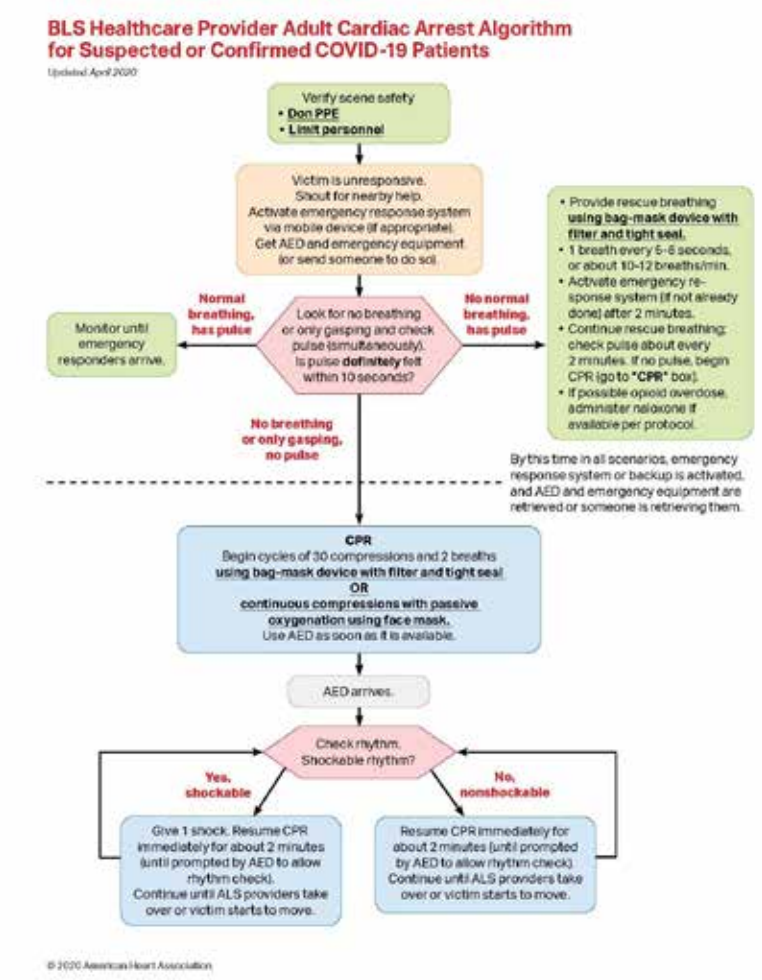 BLS Healthcare Provider Adult Cardiac Arrest Algorithm
for Suspected or Confirmed COVID-19 Patients
Updated April 2020
Verify scene safety
• Don PPE
• Limit personnel
Victim is unresponsive.
Shout for nearby help.
Activate emergency response system
via mobile device (if appropriate).
Get AED and emergency equipment
(or send someone to do so).
Normal
breathing,
has pulse
Look for no breathing
or only gasping and check
pulse (simultaneously).
Is pulse definitely felt
within 10 seconds?
No normal
breathing,
has pulse
Monitor until
emergency
responders arrive.
• Provide rescue breathing
using bag-mask device with
filter and tight seal.
• 1 breath every 5-6 seconds,
or about 10-12 breaths/min.
• Activate emergency re-
sponse system (if not already
done) after 2 minutes.
• Continue rescue breathing;
check pulse about every
2 minutes. If no pulse, begin
CPR (go to "CPR" box).
• If possible opioid overdose,
administer naloxone if
available per protocol.
No breathing
or only gasping,
no pulse
By this time in all scenarios, emergency
response system or backup is activated,
and AED and emergency equipment are
retrieved or someone is retrieving them.
CPR
Begin cycles of 30 compressions and 2 breaths
using bag-mask device with filter and tight seal
OR
continuous compressions with passive
oxygenation using face mask.
Use AED as soon as it is available.
AED arrives.
Check rhythm.
Shockable rhythm?
Yes,
shockable
No,
nonshockable
Give 1 shock. Resume CPR
immediately for about 2 minutes
(until prompted by AED to allow
rhythm check).
Continue until ALS providers take
over or victim starts to move.
Resume CPR immediately for
about 2 minutes (until prompted
by AED to allow rhythm check).
Continue until ALS providers take
over or victim starts to move.
© 2020 American Heart Association